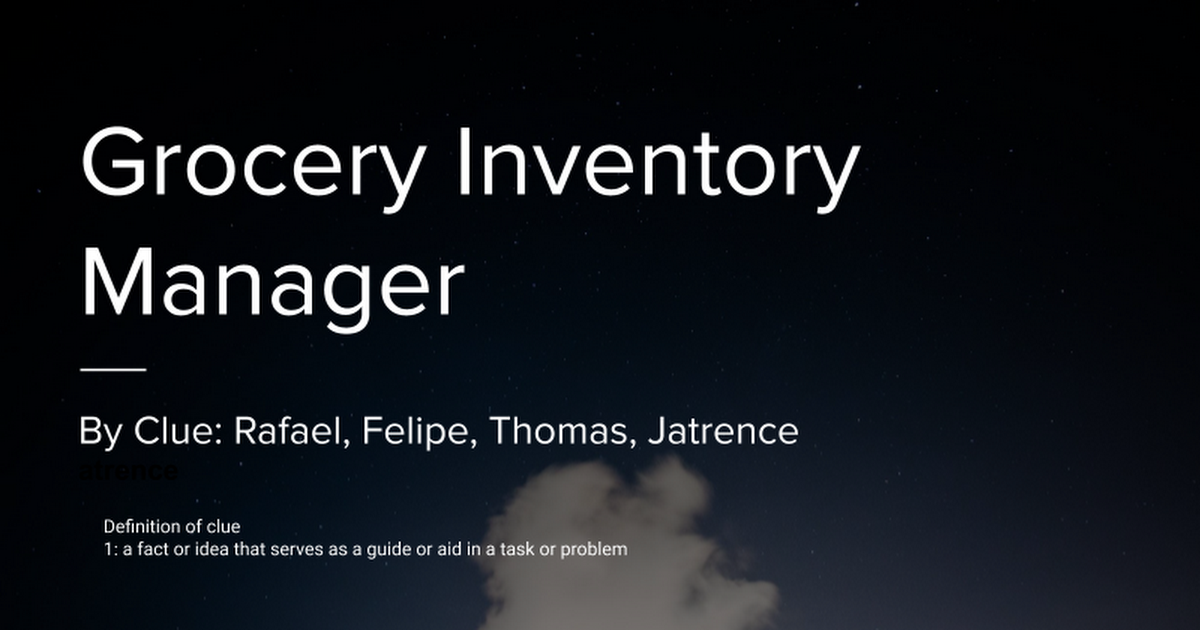 Grocery Inventory
Manager
By Clue: Rafael, Felipe, Thomas, Jatrence
atrence
Definition of clue
1: a fact or idea that serves as a guide or aid in a task or problem